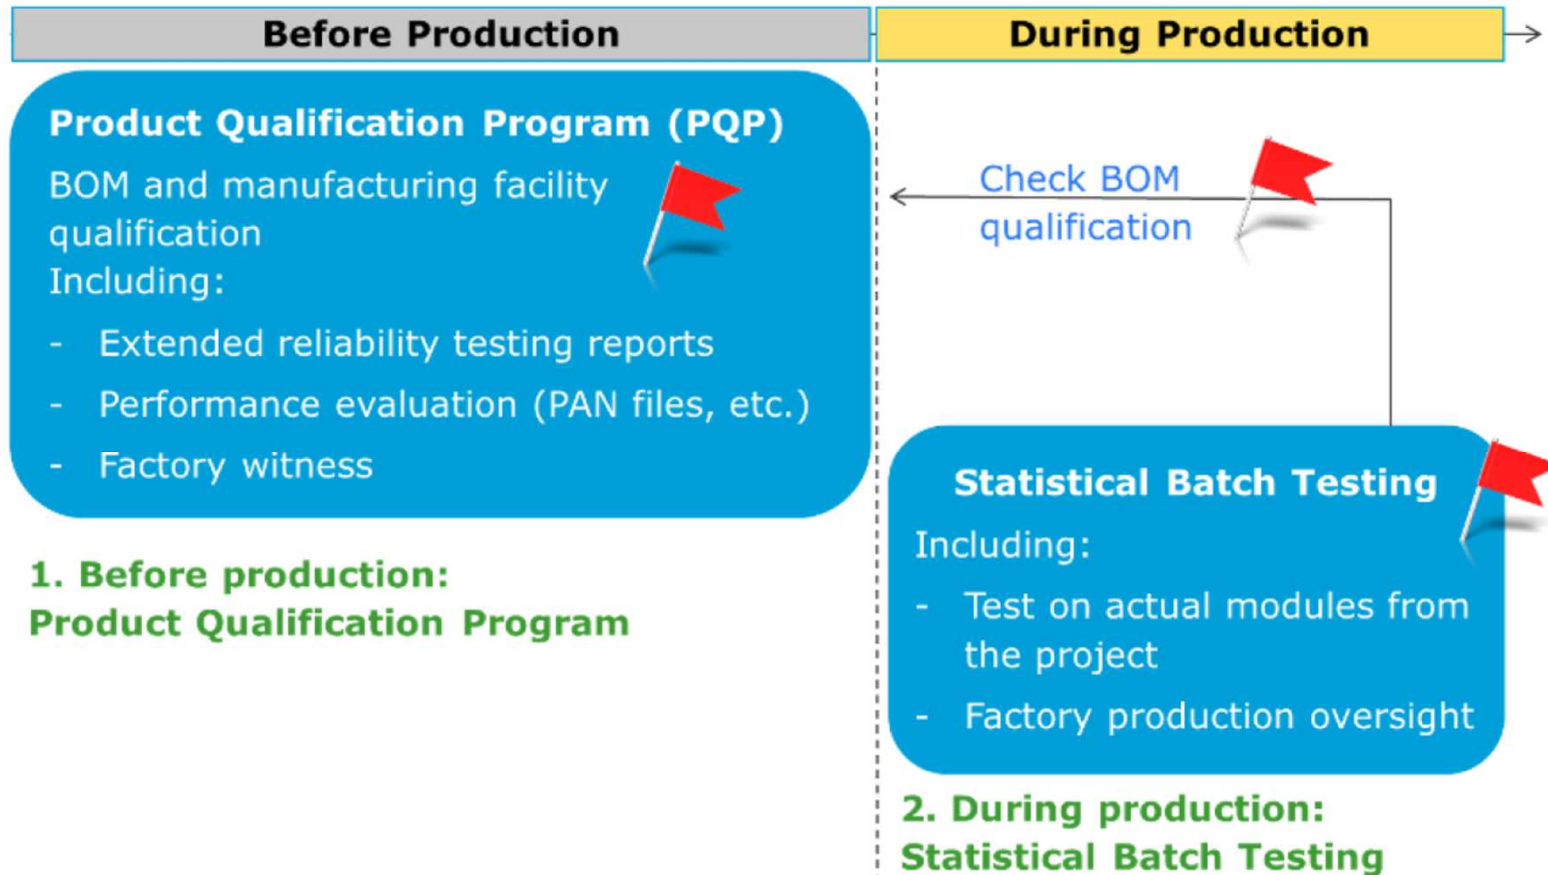 Before Production
During Production
Product Qualification Program (PQP)
BOM and manufacturing facility
qualification
Including:
- Extended reliability testing reports
- Performance evaluation (PAN files, etc.)
- Factory witness
1. Before production:
Product Qualification Program
Check BOM
qualification
Statistical Batch Testing
Including:
- Test on actual modules from
the project
- Factory production oversight
2. During production:
Statistical Batch Testing